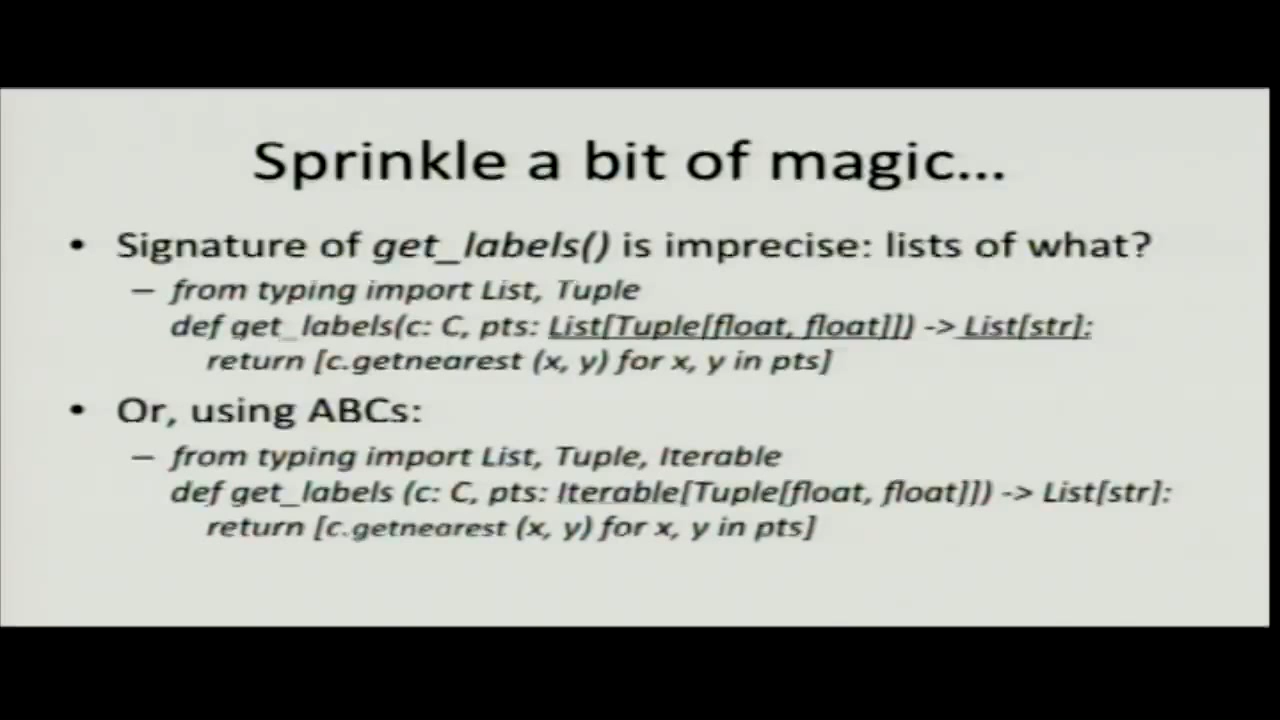 Sprinkle a bit of magic...
• Signature of get_labels() is imprecise: lists of what?
– from typing import List, Tuple
def get_labels(c: C, pts: List[Tuple[float, float]]) -> List[str]:
return [c.getnearest (x, y) for x, y in pts]
• Or, using ABCs:
– from typing import List, Tuple, Iterable
def get_labels (c: C, pts: Iterable[Tuple[float, float]]) -> List[str]:
return [c.getnearest (x, y) for x, y in pts]